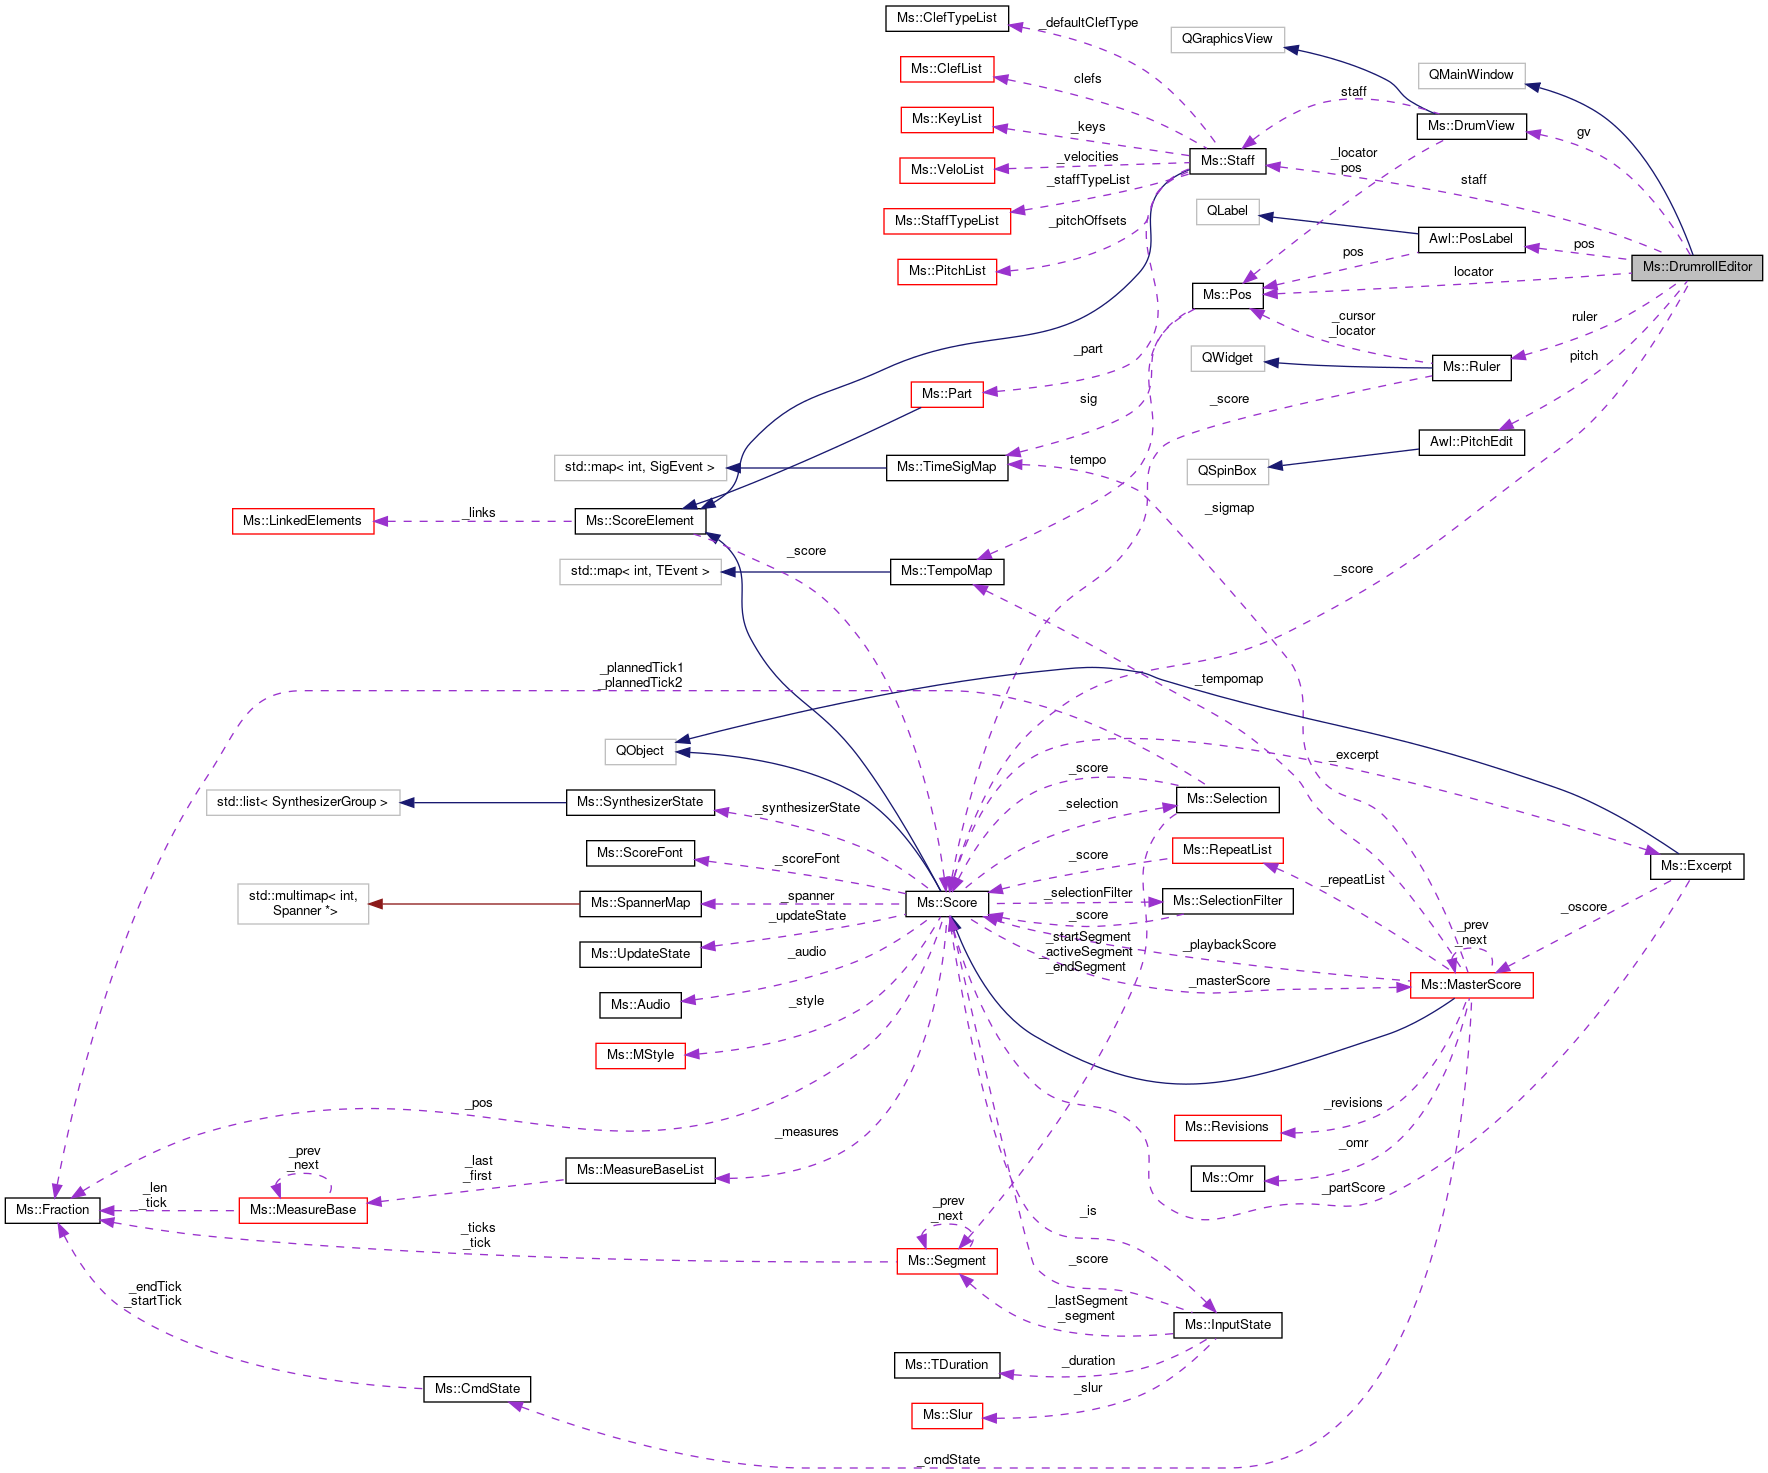 Ms::ClefTypeList
_defaultClefType
QGraphicsView
Ms::ClefList
clefs
QMainWindow
staff
Ms::KeyList
_keys
Ms::DrumView
gv
Ms::VeloList
_velocities
Ms::Staff
_locator
pos
Ms::StaffTypeList
_staffTypeList
staff
QLabel
_pitchOffsets
Awl::PosLabel
pos
Ms::PitchList
pos
locator
Ms::DrumrollEditor
Ms::Pos
_cursor
_locator
ruler
_part
QWidget
Ms::Ruler
pitch
Ms::Part
sig
_score
Awl::PitchEdit
std::map< int, SigEvent >
Ms::TimeSigMap
tempo
QSpinBox
Ms::LinkedElements
_links
Ms::ScoreElement
_sigmap
_score
std::map< int, TEvent >
Ms::TempoMap
_score
_plannedTick1
_plannedTick2
_tempomap
QObject
_excerpt
_score
std::list< SynthesizerGroup >
Ms::SynthesizerState
_synthesizerState
_selection
Ms::Selection
Ms::ScoreFont
_scoreFont
_score
Ms::RepeatList
Ms::Excerpt
_repeatList
std::multimap< int,
Spanner *>
Ms::SpannerMap
_spanner
Ms::Score
_selectionFilter
Ms::SelectionFilter
_oscore
_updateState
_score
_prev
_next
Ms::UpdateState
_audio
_startSegment
_activeSegment
_endSegment
_playbackScore
_masterScore
Ms::MasterScore
Ms::Audio
_style
Ms::MStyle
_pos
_revisions
Ms::Revisions
_measures
_omr
_prev
_next
_last
_first
Ms::MeasureBaseList
Ms::Omr
_len
_tick
Ms::Fraction
Ms::MeasureBase
_partScore
_prev
_next
_is
_ticks
_tick
Ms::Segment
_score
_endTick
_startTick
_lastSegment
_segment
Ms::InputState
Ms::TDuration
_duration
Ms::CmdState
_slur
Ms::Slur
_cmdState